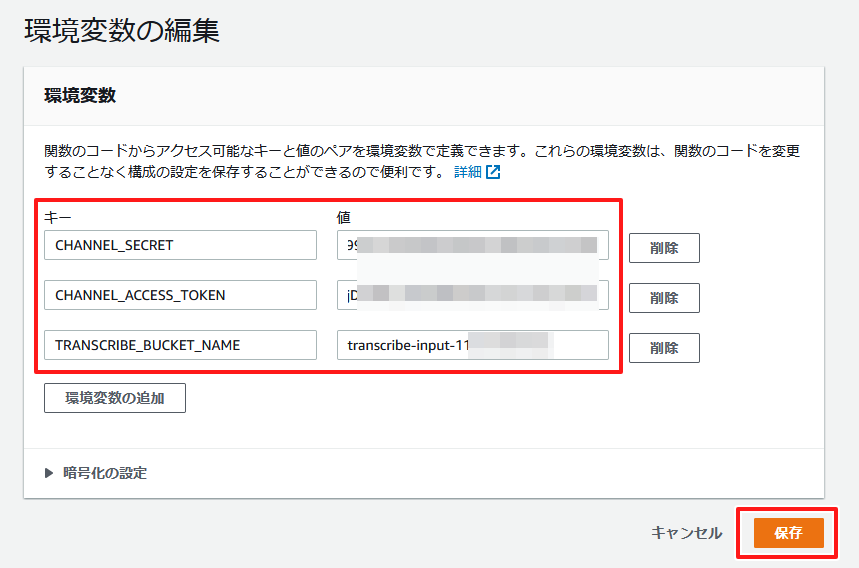 環境変数の編集
環境変数
関数のコードからアクセス可能なキーと値のペアを環境変数で定義できます。これらの環境変数は、関数のコードを変更
することなく構成の設定を保存することができるので便利です。 詳細
キー 値
CHANNEL_SECRET 99 削除
CHANNEL_ACCESS_TOKEN jD 削除
TRANSCRIBE_BUCKET_NAME transcribe-input-11 削除
環境変数の追加
暗号化の設定
キャンセル 保存